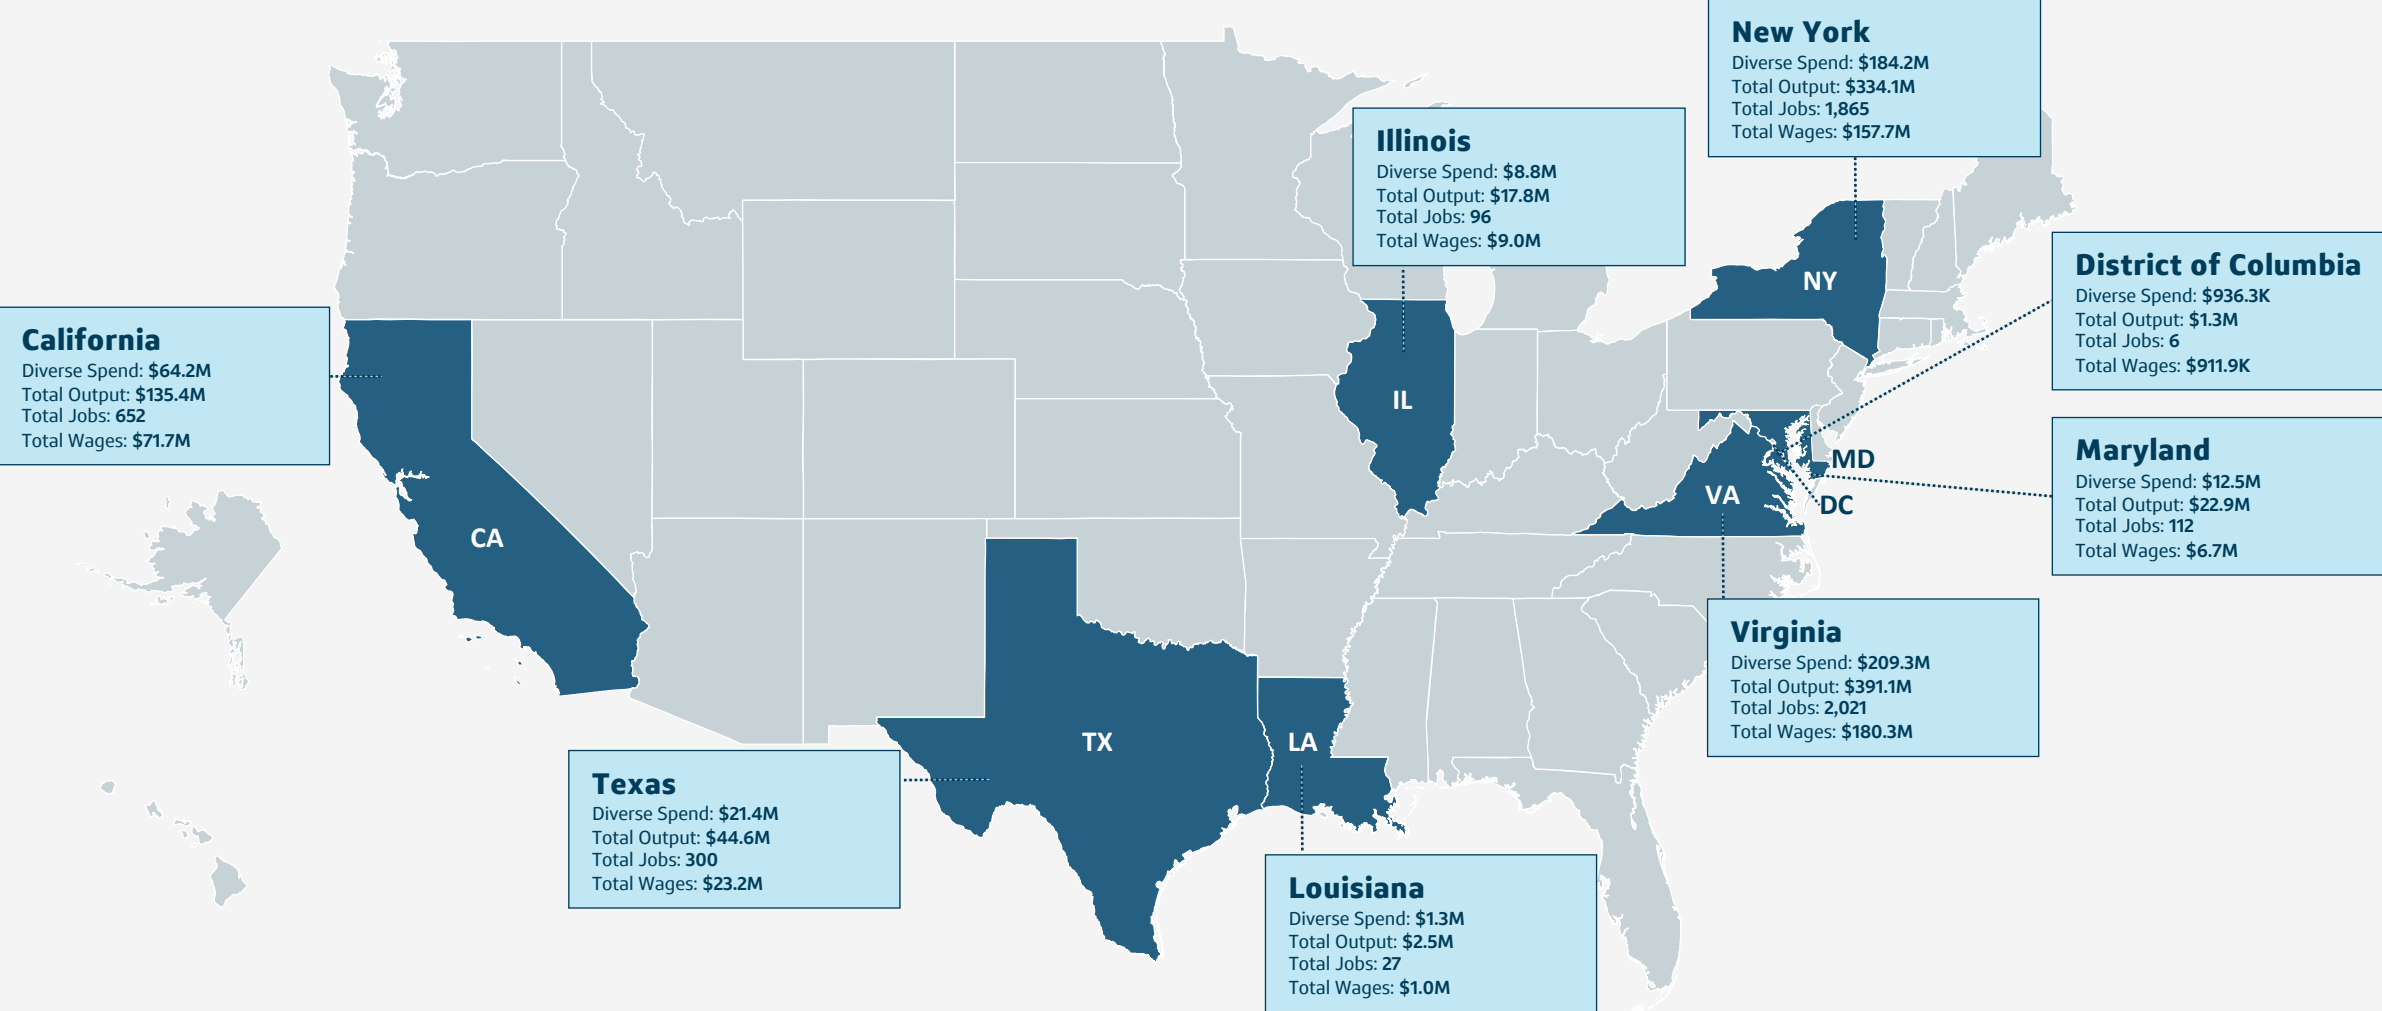 New York
Diverse Spend: $184.2M
Total Output: $334.1M
Total Jobs: 1,865
Total Wages: $157.7M
Illinois
Diverse Spend: $8.8M
Total Output: $17.8M
Total Jobs: 96
Total Wages: $9.0M
District of Columbia
Diverse Spend: $936.3K
Total Output: $1.3M
Total Jobs: 6
Total Wages: $911.9K
California
Diverse Spend: $64.2M
Total Output: $135.4M
Total Jobs: 652
Total Wages: $71.7M
Maryland
Diverse Spend: $12.5M
Total Output: $22.9M
Total Jobs: 112
Total Wages: $6.7M
NY
IL
MD
VA
DC
CA
TX
LA
Virginia
Diverse Spend: $209.3M
Total Output: $391.1M
Total Jobs: 2,021
Total Wages: $180.3M
Texas
Diverse Spend: $21.4M
Total Output: $44.6M
Total Jobs: 300
Total Wages: $23.2M
Louisiana
Diverse Spend: $1.3M
Total Output: $2.5M
Total Jobs: 27
Total Wages: $1.0M